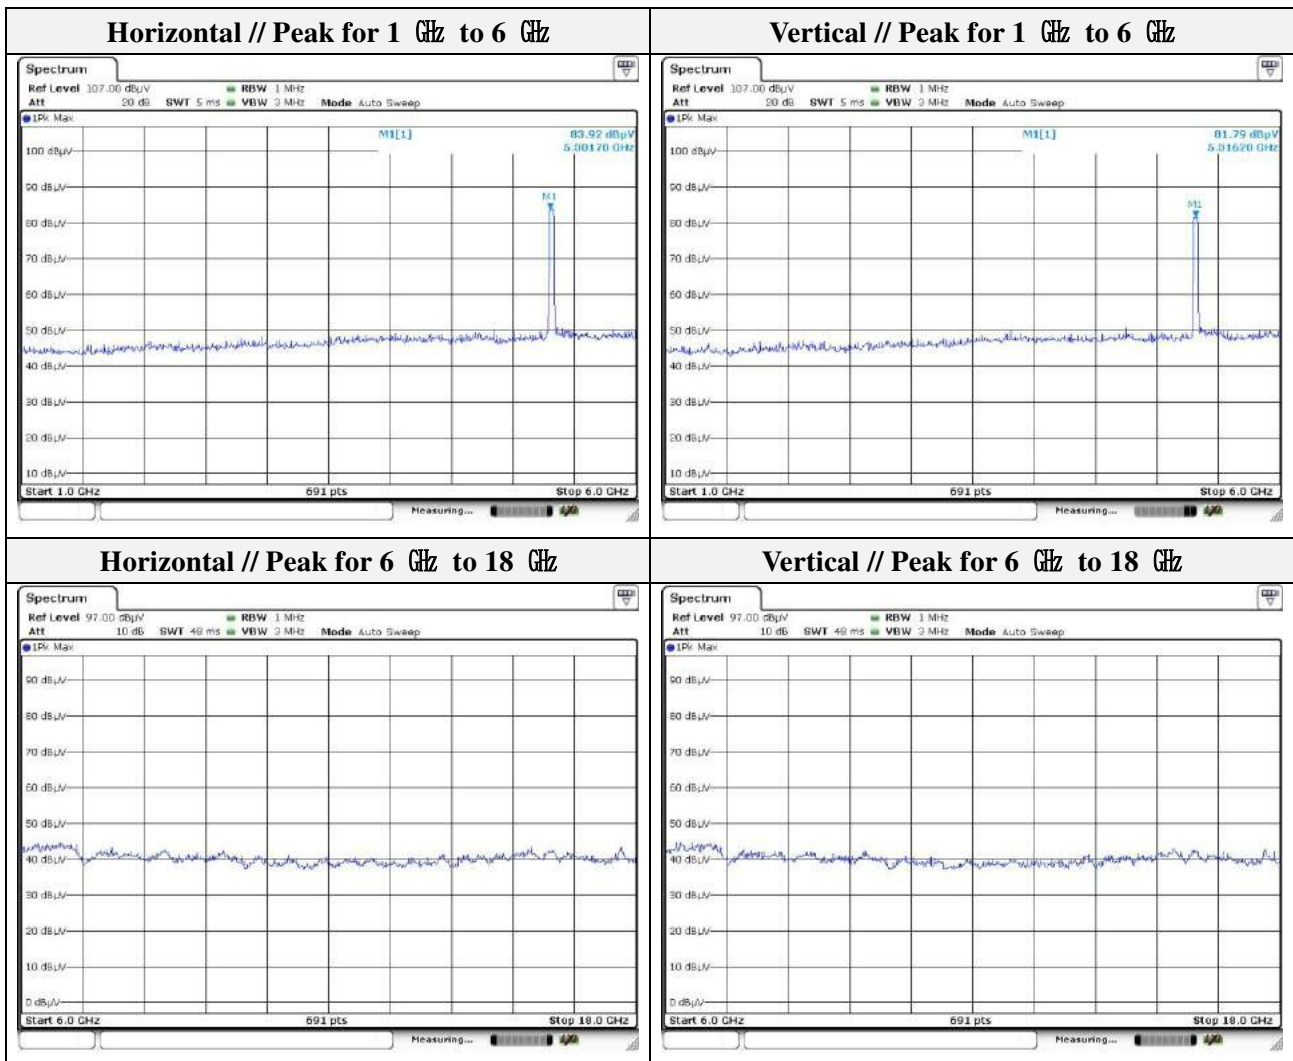 Horizontal // Peak for 1 ㎓ to 6 ㎓
Spectrum
Ref Level 107.00 dBµV RBW 1 MHz
Att 20 dB SWT 5 ms VBW 3 MHz Mode Auto Sweep
1Pk Max
M1[1] 83.92 dBµV
5.30170 GHz
M1
100 dBµV
90 dBµV
80 dBµV
70 dBµV
60 dBµV
50 dBµV
40 dBµV
30 dBµV
20 dBµV
10 dBµV
Start 1.0 GHz 691 pts Stop 6.0 GHz
Measuring...
Vertical // Peak for 1 ㎓ to 6 ㎓
Spectrum
Ref Level 107.00 dBµV RBW 1 MHz
Att 20 dB SWT 5 ms VBW 3 MHz Mode Auto Sweep
1Pk Max
M1[1] 81.79 dBµV
5.31620 GHz
M1
100 dBµV
90 dBµV
80 dBµV
70 dBµV
60 dBµV
50 dBµV
40 dBµV
30 dBµV
20 dBµV
10 dBµV
Start 1.0 GHz 691 pts Stop 6.0 GHz
Measuring...
Horizontal // Peak for 6 ㎓ to 18 ㎓
Spectrum
Ref Level 97.00 dBµV RBW 1 MHz
Att 10 dB SWT 48 ms VBW 3 MHz Mode Auto Sweep
1Pk Max
90 dBµV
80 dBµV
70 dBµV
60 dBµV
50 dBµV
40 dBµV
30 dBµV
20 dBµV
10 dBµV
0 dBµV
Start 6.0 GHz 691 pts Stop 18.0 GHz
Measuring...
Vertical // Peak for 6 ㎓ to 18 ㎓
Spectrum
Ref Level 97.00 dBµV RBW 1 MHz
Att 10 dB SWT 48 ms VBW 3 MHz Mode Auto Sweep
1Pk Max
90 dBµV
80 dBµV
70 dBµV
60 dBµV
50 dBµV
40 dBµV
30 dBµV
20 dBµV
10 dBµV
0 dBµV
Start 6.0 GHz 691 pts Stop 18.0 GHz
Measuring...